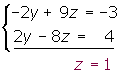 -2y + 9z = -3
2y - 8z = 4
z = 1